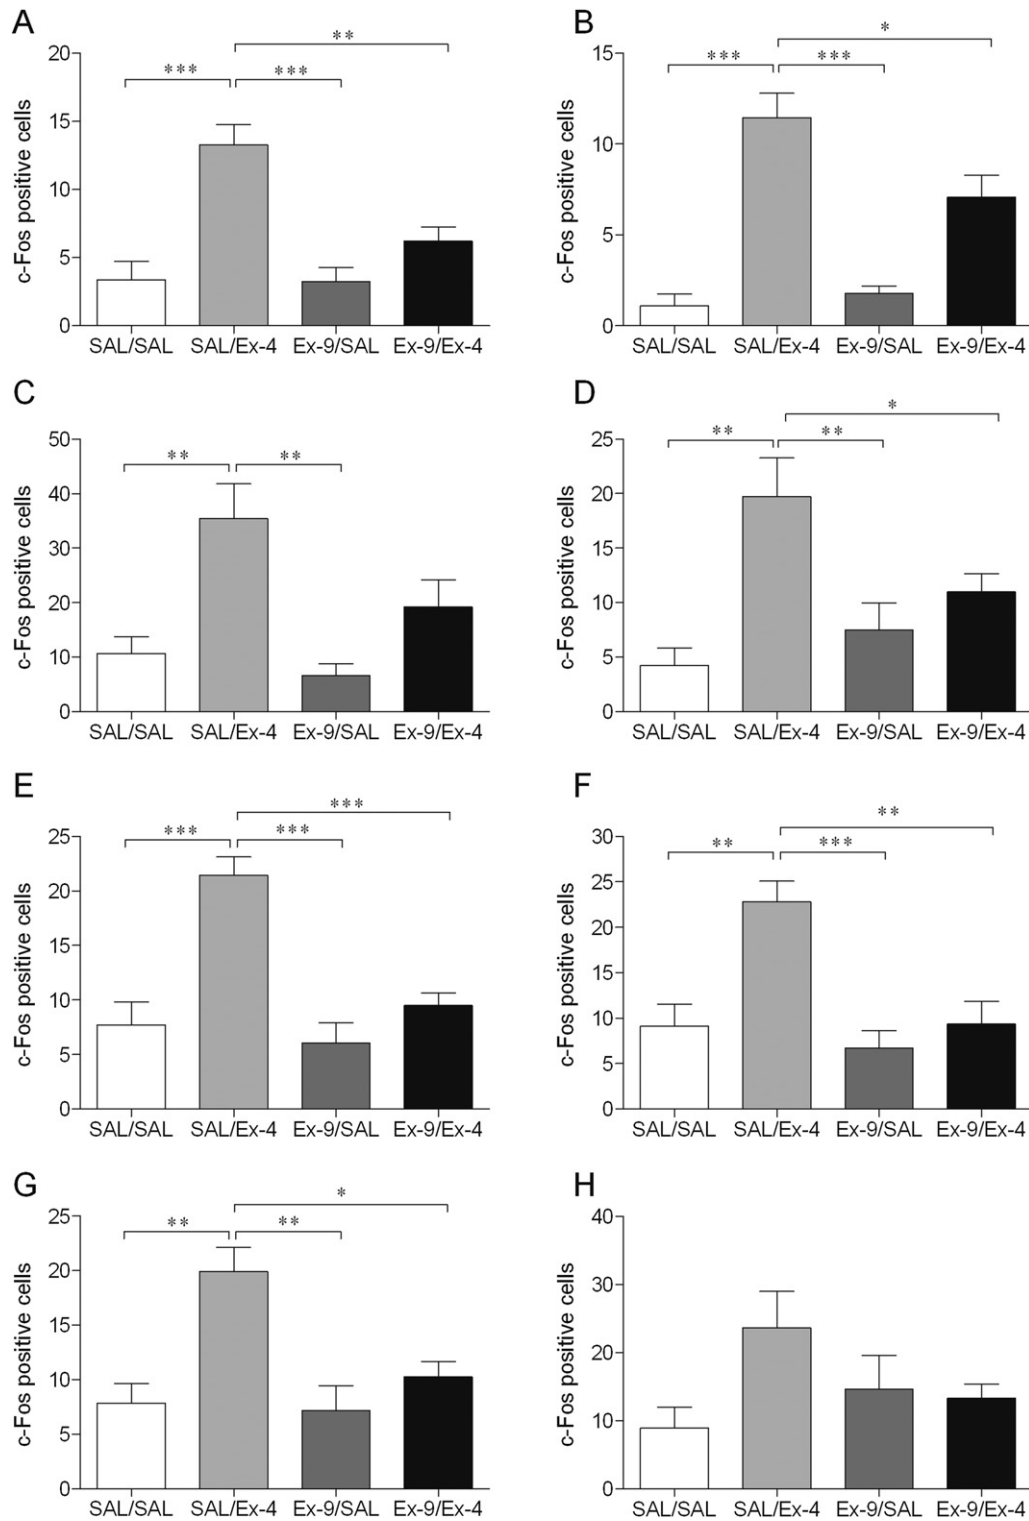 A
B
**
*
*** ***
*** ***
c-Fos positive cells
20
15
10
5
0
SAL/SAL SAL/Ex-4 Ex-9/SAL Ex-9/Ex-4
c-Fos positive cells
15
10
5
0
SAL/SAL SAL/Ex-4 Ex-9/SAL Ex-9/Ex-4
C
D
*
** **
** **
c-Fos positive cells
50
40
30
20
10
0
SAL/SAL SAL/Ex-4 Ex-9/SAL Ex-9/Ex-4
c-Fos positive cells
25
20
15
10
5
0
SAL/SAL SAL/Ex-4 Ex-9/SAL Ex-9/Ex-4
E
F
***
**
*** ***
** ***
c-Fos positive cells
25
20
15
10
5
0
SAL/SAL SAL/Ex-4 Ex-9/SAL Ex-9/Ex-4
c-Fos positive cells
30
25
20
15
10
5
0
SAL/SAL SAL/Ex-4 Ex-9/SAL Ex-9/Ex-4
G
H
*
** **
c-Fos positive cells
25
20
15
10
5
0
SAL/SAL SAL/Ex-4 Ex-9/SAL Ex-9/Ex-4
c-Fos positive cells
40
30
20
10
0
SAL/SAL SAL/Ex-4 Ex-9/SAL Ex-9/Ex-4